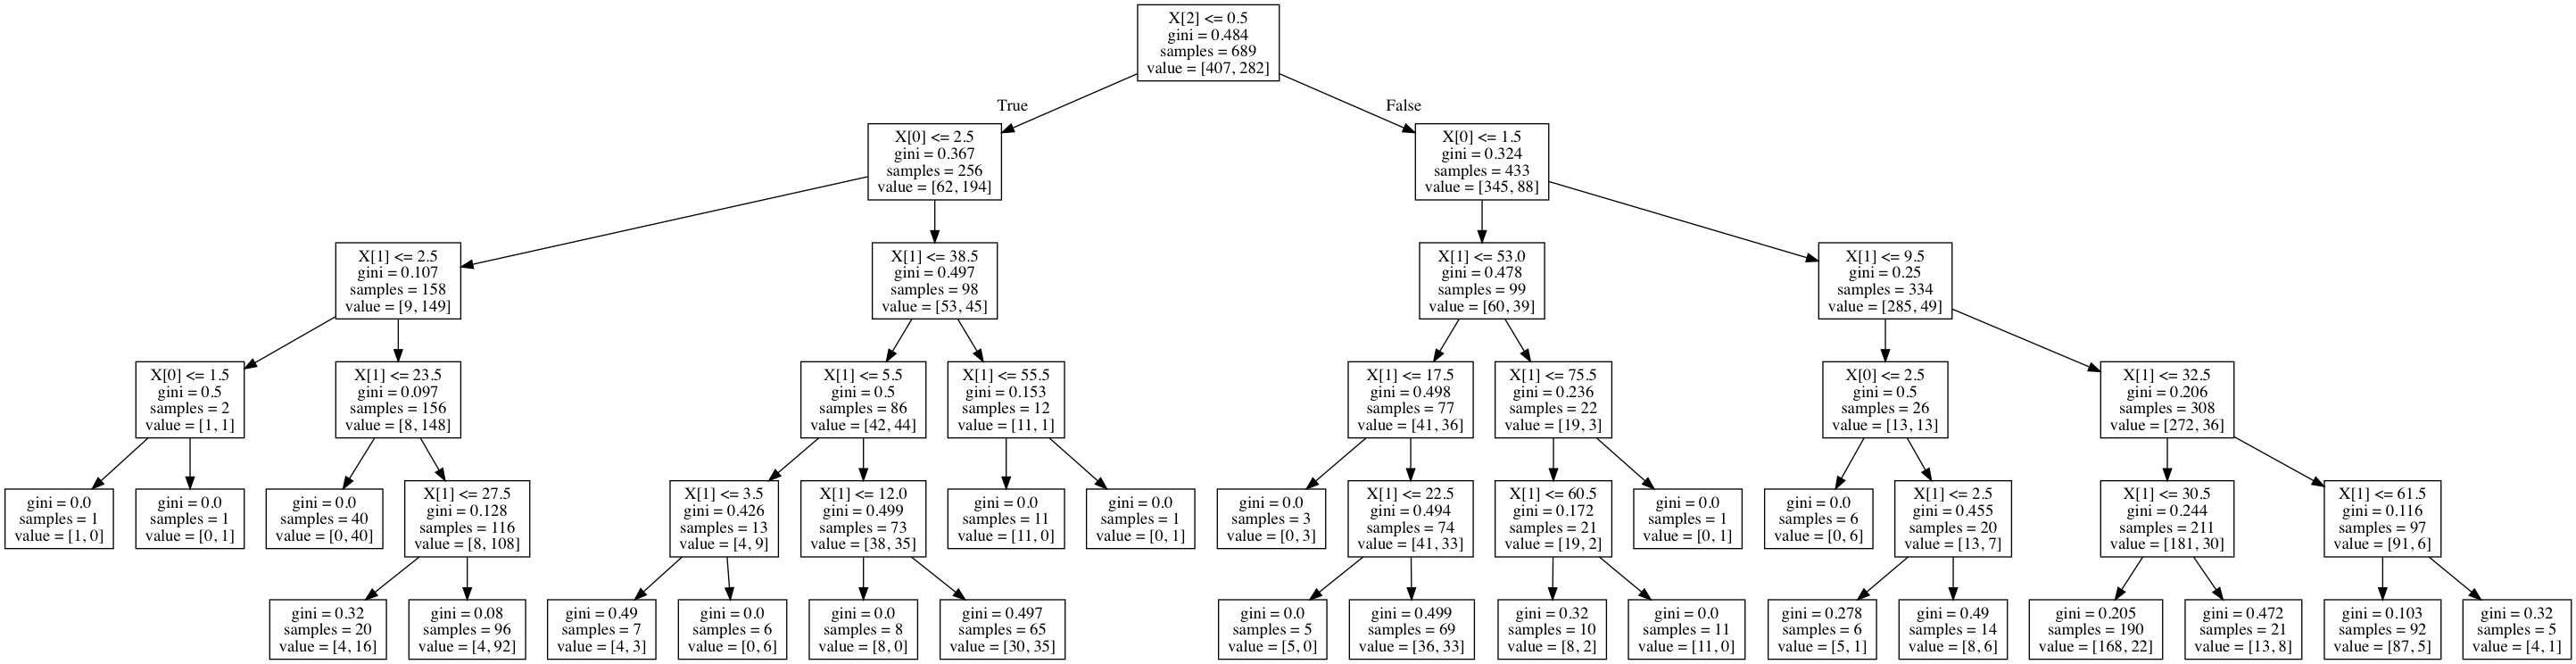 X[2] <= 0.5
gini = 0.484
samples = 689
value = [407, 282]
True
False
X[0] <= 2.5
gini = 0.367
samples = 256
value = [62, 194]
X[0] <= 1.5
gini = 0.324
samples = 433
value = [345, 88]
X[1] <= 2.5
gini = 0.107
samples = 158
value = [9, 149]
X[1] <= 38.5
gini = 0.497
samples = 98
value = [53, 45]
X[1] <= 53.0
gini = 0.478
samples = 99
value = [60, 39]
X[1] <= 9.5
gini = 0.25
samples = 334
value = [285, 49]
X[0] <= 1.5
gini = 0.5
samples = 2
value = [1, 1]
X[1] <= 23.5
gini = 0.097
samples = 156
value = [8, 148]
X[1] <= 5.5
gini = 0.5
samples = 86
value = [42, 44]
X[1] <= 55.5
gini = 0.153
samples = 12
value = [11, 1]
X[1] <= 17.5
gini = 0.498
samples = 77
value = [41, 36]
X[1] <= 75.5
gini = 0.236
samples = 22
value = [19, 3]
X[0] <= 2.5
gini = 0.5
samples = 26
value = [13, 13]
X[1] <= 32.5
gini = 0.206
samples = 308
value = [272, 36]
gini = 0.0
samples = 1
value = [1, 0]
gini = 0.0
samples = 1
value = [0, 1]
gini = 0.0
samples = 40
value = [0, 40]
X[1] <= 27.5
gini = 0.128
samples = 116
value = [8, 108]
X[1] <= 3.5
gini = 0.426
samples = 13
value = [4, 9]
X[1] <= 12.0
gini = 0.499
samples = 73
value = [38, 35]
gini = 0.0
samples = 11
value = [11, 0]
gini = 0.0
samples = 1
value = [0, 1]
gini = 0.0
samples = 3
value = [0, 3]
X[1] <= 22.5
gini = 0.494
samples = 74
value = [41, 33]
X[1] <= 60.5
gini = 0.172
samples = 21
value = [19, 2]
gini = 0.0
samples = 1
value = [0, 1]
gini = 0.0
samples = 6
value = [0, 6]
X[1] <= 2.5
gini = 0.455
samples = 20
value = [13, 7]
X[1] <= 30.5
gini = 0.244
samples = 211
value = [181, 30]
X[1] <= 61.5
gini = 0.116
samples = 97
value = [91, 6]
gini = 0.32
samples = 20
value = [4, 16]
gini = 0.08
samples = 96
value = [4, 92]
gini = 0.49
samples = 7
value = [4, 3]
gini = 0.0
samples = 6
value = [0, 6]
gini = 0.0
samples = 8
value = [8, 0]
gini = 0.497
samples = 65
value = [30, 35]
gini = 0.0
samples = 5
value = [5, 0]
gini = 0.499
samples = 69
value = [36, 33]
gini = 0.32
samples = 10
value = [8, 2]
gini = 0.0
samples = 11
value = [11, 0]
gini = 0.278
samples = 6
value = [5, 1]
gini = 0.49
samples = 14
value = [8, 6]
gini = 0.205
samples = 190
value = [168, 22]
gini = 0.472
samples = 21
value = [13, 8]
gini = 0.103
samples = 92
value = [87, 5]
gini = 0.32
samples = 5
value = [4, 1]